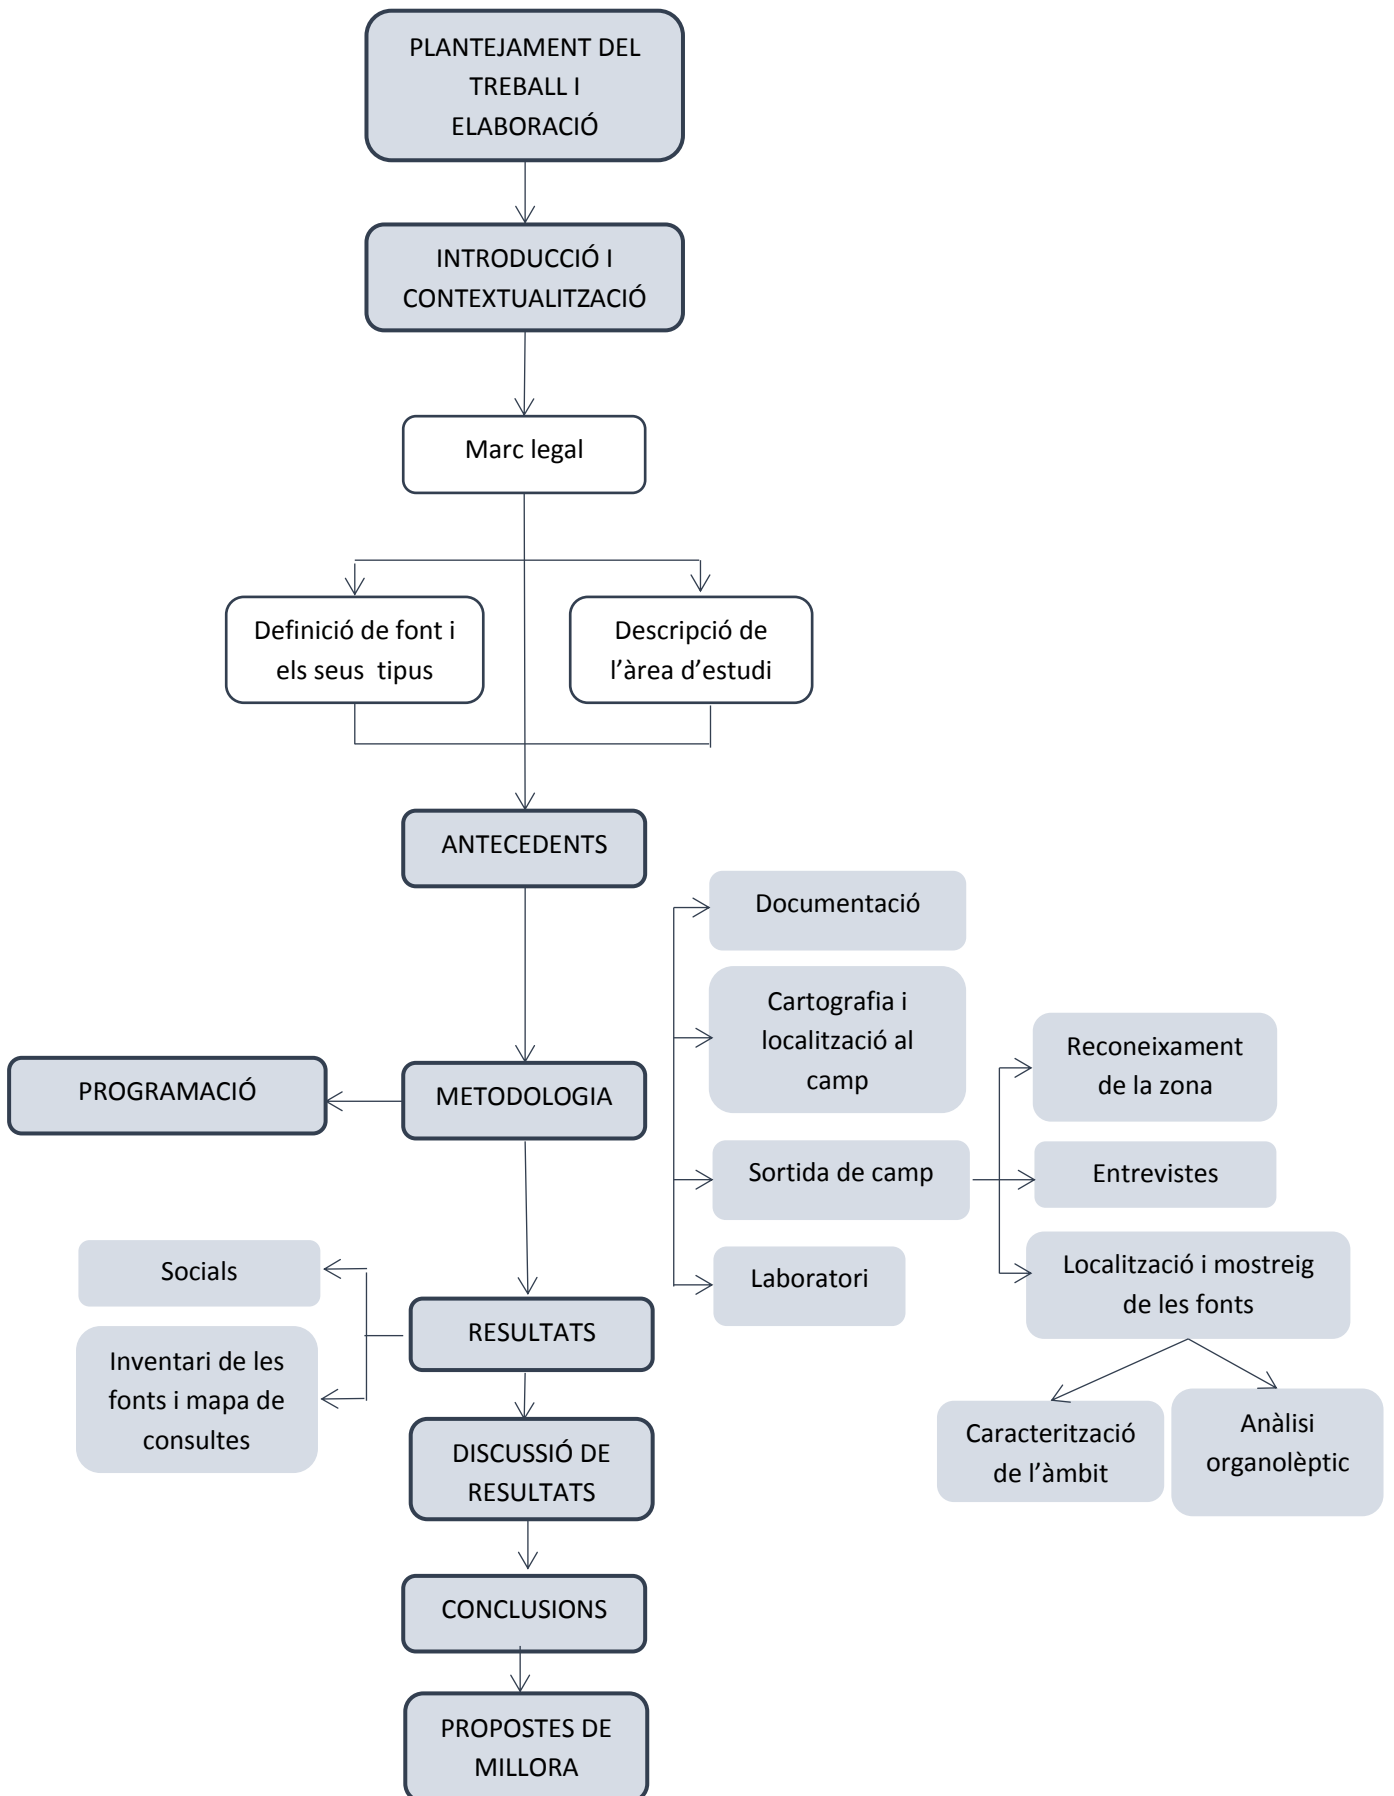 PLANTEJAMENT DEL
TREBALL I
ELABORACIÓ
INTRODUCCIÓ I
CONTEXTUALITZACIÓ
Marc legal
Definició de font i
els seus tipus
Descripció de
l’àrea d’estudi
ANTECEDENTS
Documentació
Cartografia i
localització al
camp
Reconeixament
de la zona
PROGRAMACIÓ
METODOLOGIA
Sortida de camp
Entrevistes
Socials
Laboratori
Localització i mostreig
de les fonts
RESULTATS
Inventari de les
fonts i mapa de
consultes
Caracterització
de l’àmbit
Anàlisi
organolèptic
DISCUSSIÓ DE
RESULTATS
CONCLUSIONS
PROPOSTES DE
MILLORA